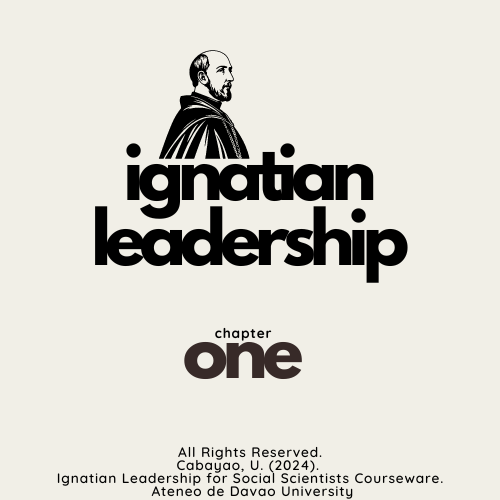 ignatian
leadership
chapter
one
All Rights Reserved.
Cabayao, U. (2024).
Ignatian Leadership for Social Scientists Courseware.
Ateneo de Davao University